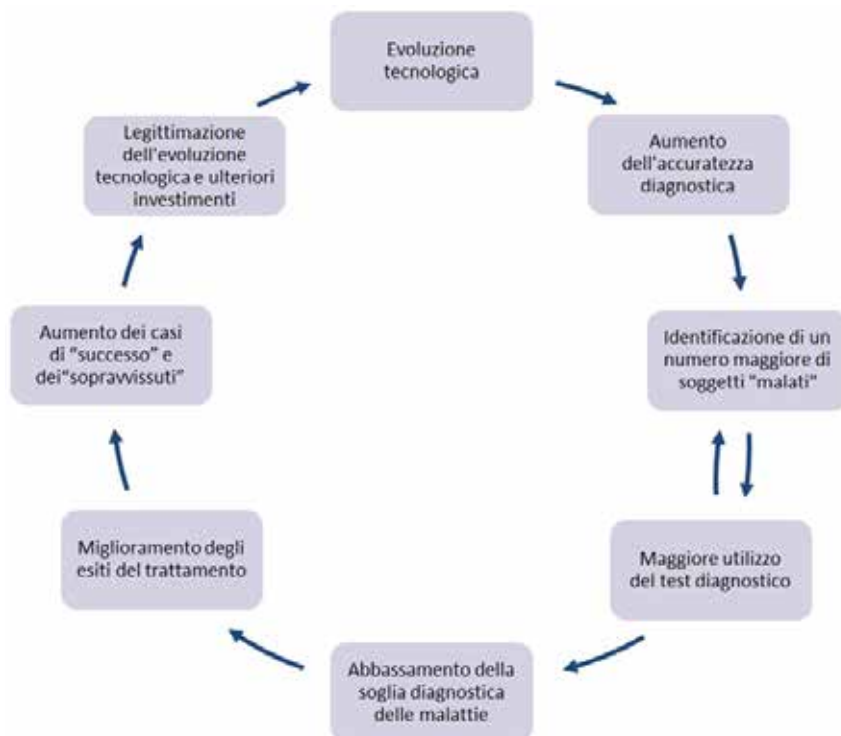 Evoluzione
tecnologica
Aumento
dell'accuratezza
diagnostica
Identificazione di un
numero maggiore di
soggetti "malati"
Maggiore utilizzo
del test diagnostico
Abbassamento della
soglia diagnostica
delle malattie
Miglioramento degli
esiti del trattamento
Aumento dei casi
di "successo" e
dei"sopravvissuti"
Legittimazione
dell'evoluzione
tecnologica e ulteriori
investimenti